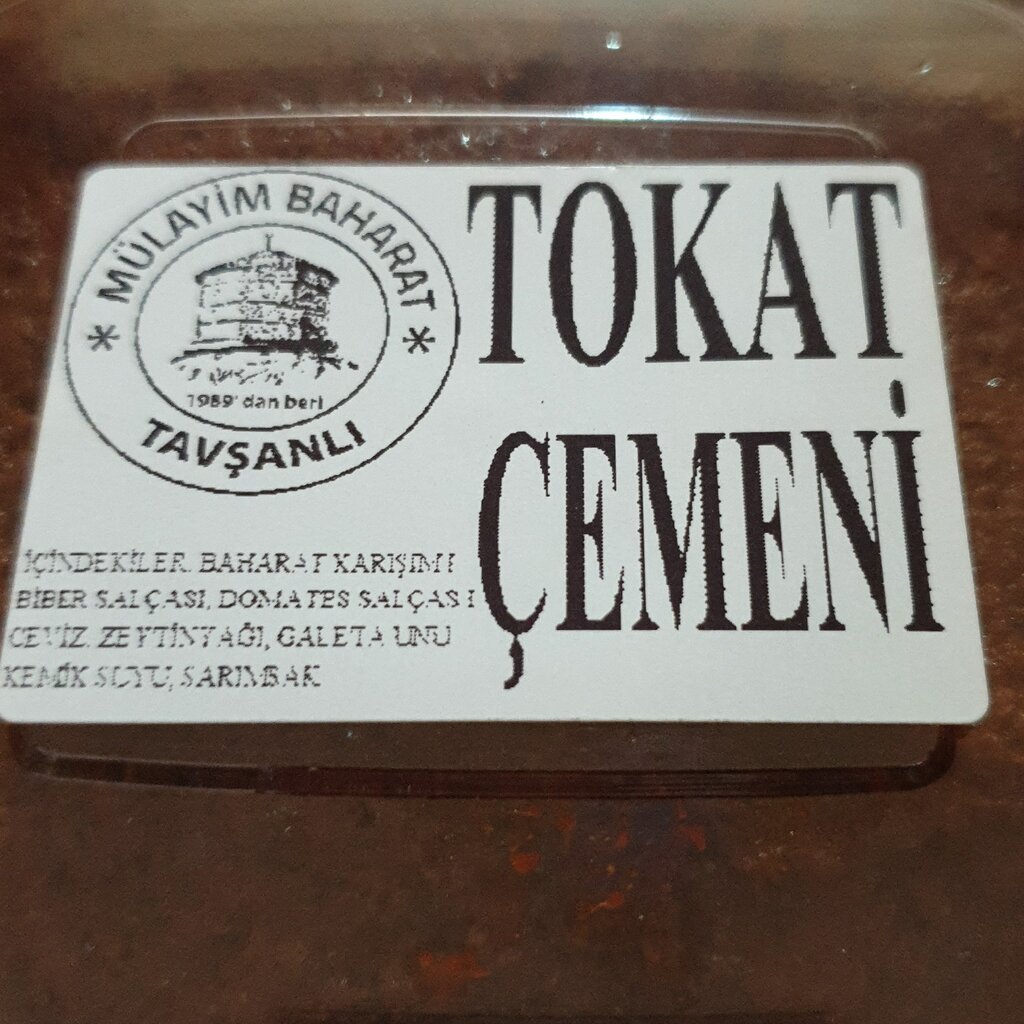 MÜLAYİM BAHARAT
1989'dan beri
TAVŞANLI
TOKAT
ÇEMENİ
İÇİNDEKİLER. BAHARAT KARIŞIMI
BİBER SALÇASI, DOMATES SALÇASI
CEVİZ. ZEYTİNYAĞI, GALETA UNU
KEMİK SUYU, SARIMSAK